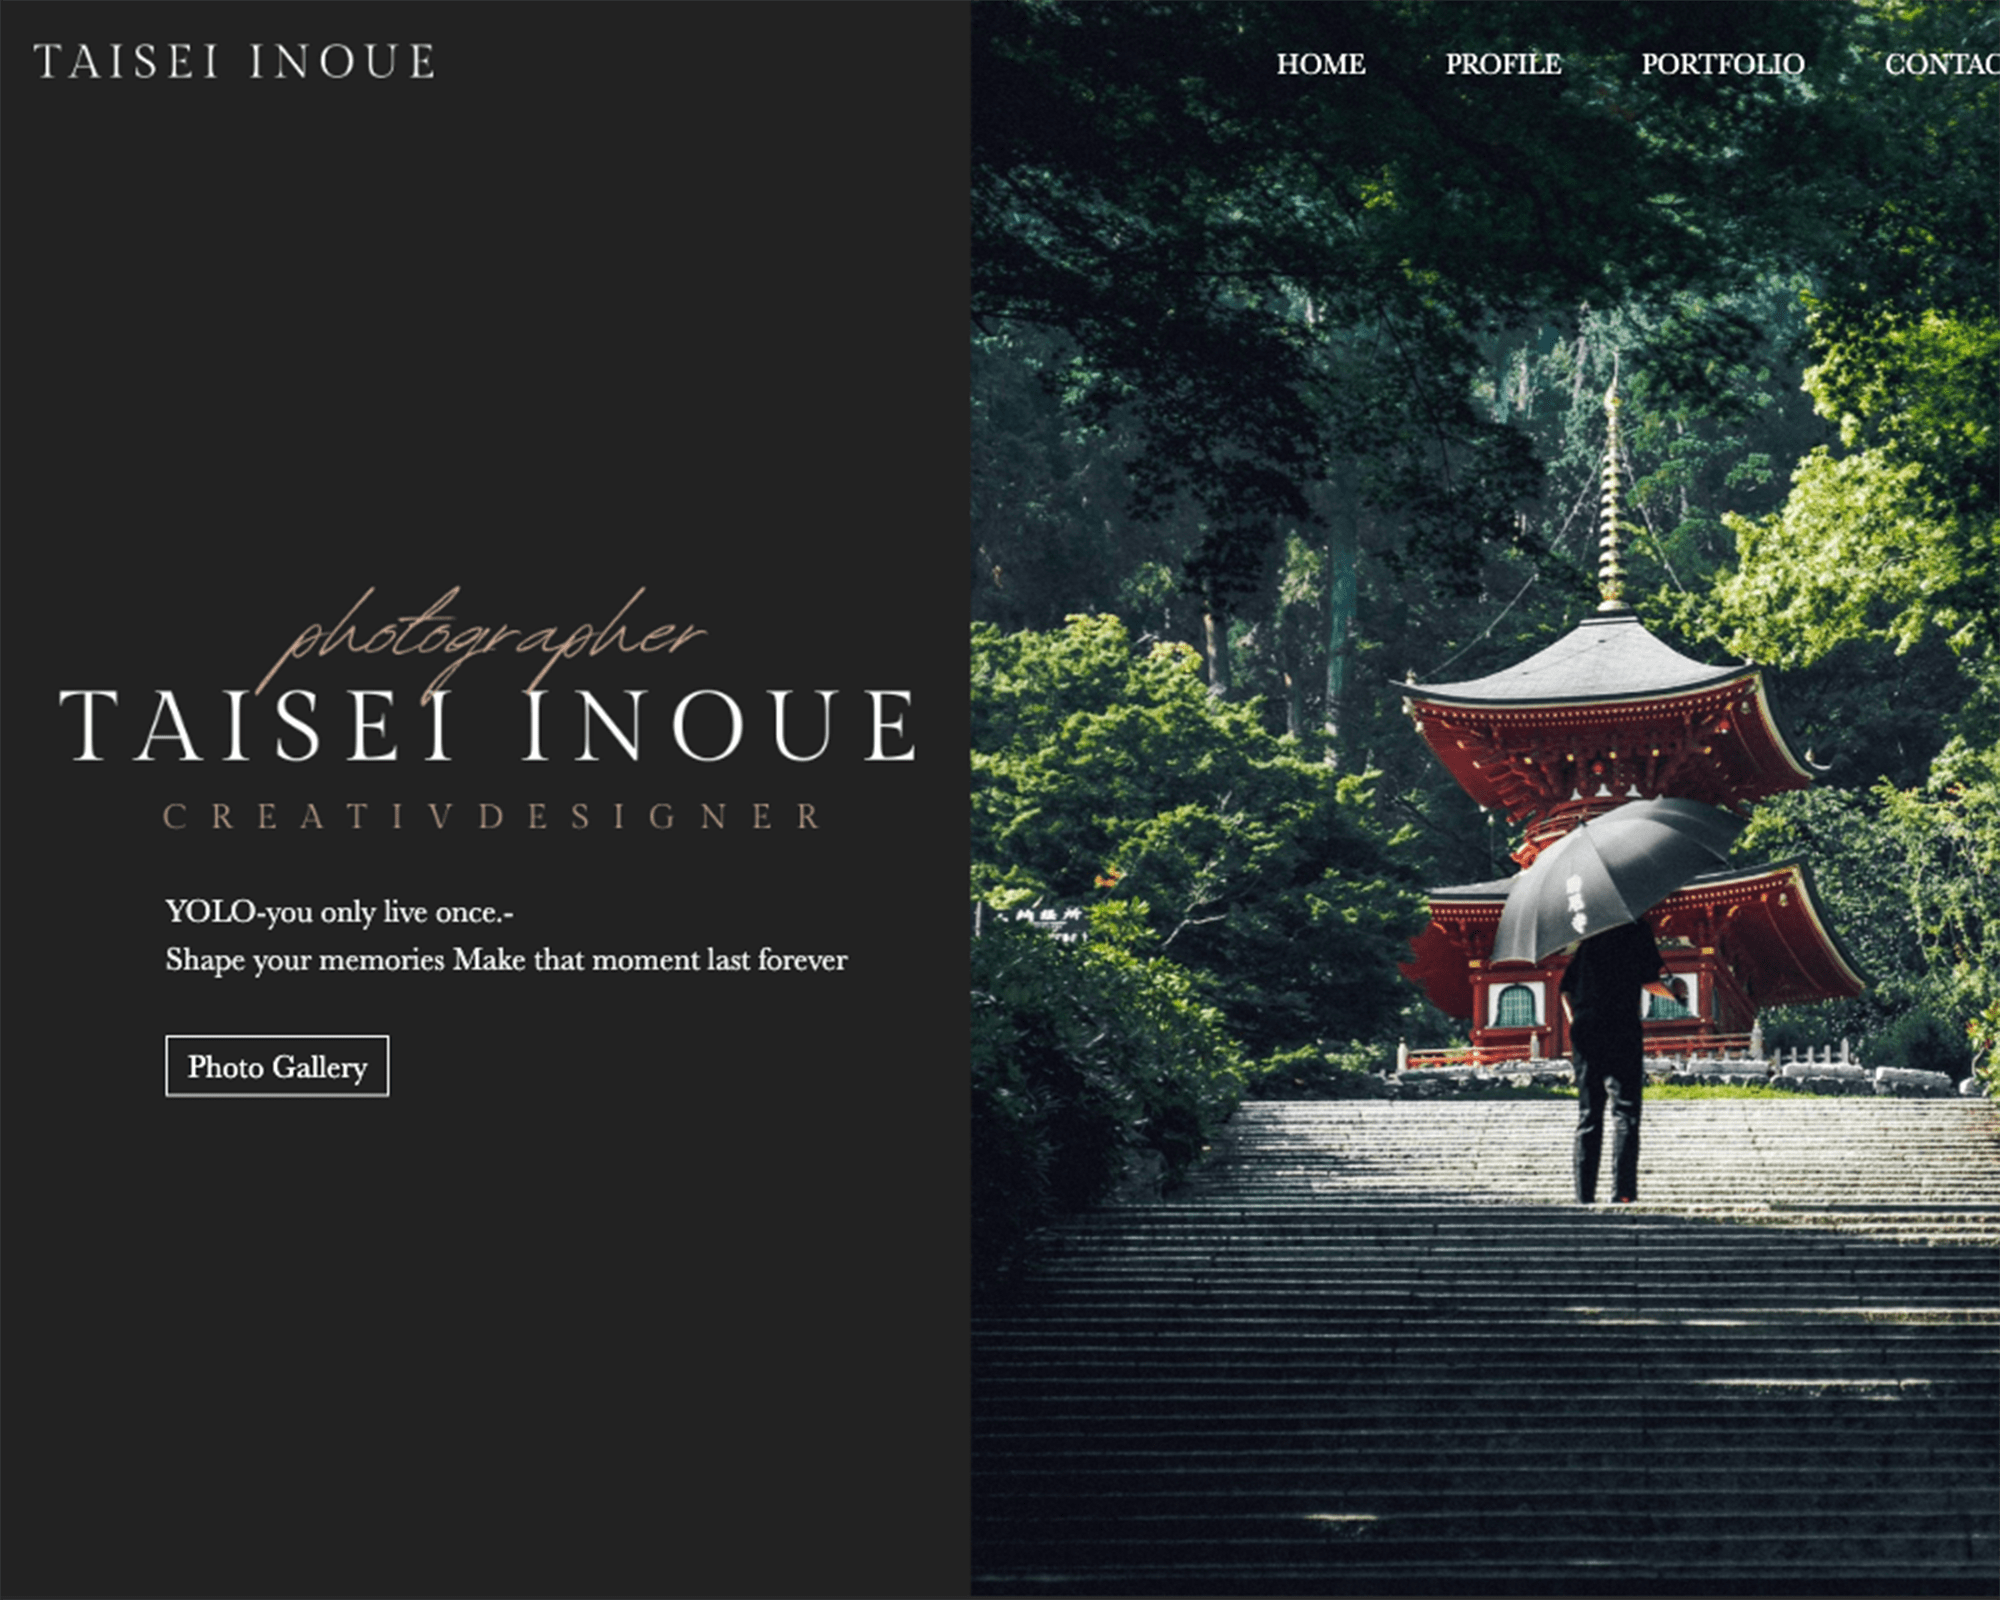 TAISEI INOUE
HOME PROFILE PORTFOLIO CONTAC
photographer
TAISEI INOUE
CREATIVDESIGNER
YOLO-you only live once.-
Shape your memories Make that moment last forever
Photo Gallery